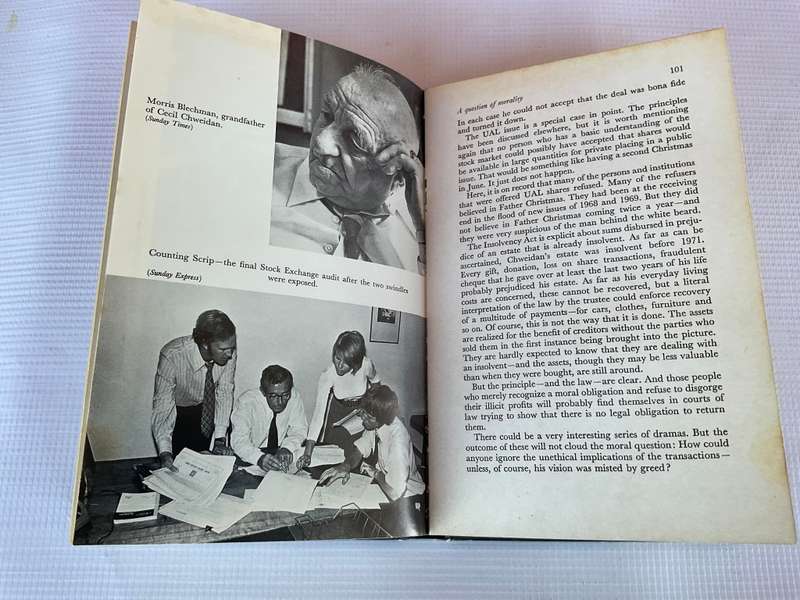 Morris Blechman, grandfather
of Cecil Chweidan.
(Sunday Times)
Counting Scrip—the final Stock Exchange audit after the two swindles
were exposed.
(Sunday Express)
A question of morality
101
In each case he could not accept that the deal was bona fide
and turned it down.
The UAL issue is a special case in point. The principles
have been discussed elsewhere, but it is worth mentioning
again that no person who has a basic understanding of the
stock market could possibly have accepted that shares would
be available in large quantities for private placing in a public
issue. That would be something like having a second Christmas
in June. It just does not happen.
Here, it is on record that many of the persons and institutions
that were offered UAL shares refused. Many of the refusers
believed in Father Christmas. They had been at the receiving
end in the flood of new issues of 1968 and 1969. But they did
not believe in Father Christmas coming twice a year—and
they were very suspicious of the man behind the white beard.
The Insolvency Act is explicit about sums disbursed in preju-
dice of an estate that is already insolvent. As far as can be
ascertained, Chweidan's estate was insolvent before 1971.
Every gift, donation, loss on share transactions, fraudulent
cheque that he gave over at least the last two years of his life
probably prejudiced his estate. As far as his everyday living
costs are concerned, these cannot be recovered, but a literal
interpretation of the law by the trustee could enforce recovery
of a multitude of payments—for cars, clothes, furniture and
so on. Of course, this is not the way that it is done. The assets
are realized for the benefit of creditors without the parties who
sold them in the first instance being brought into the picture.
They are hardly expected to know that they are dealing with
an insolvent—and the assets, though they may be less valuable
than when they were bought, are still around.
But the principle—and the law—are clear. And those people
who merely recognize a moral obligation and refuse to disgorge
their illicit profits will probably find themselves in courts of
law trying to show that there is no legal obligation to return
them.
There could be a very interesting series of dramas. But the
outcome of these will not cloud the moral question: How could
anyone ignore the unethical implications of the transactions—
unless, of course, his vision was misted by greed?